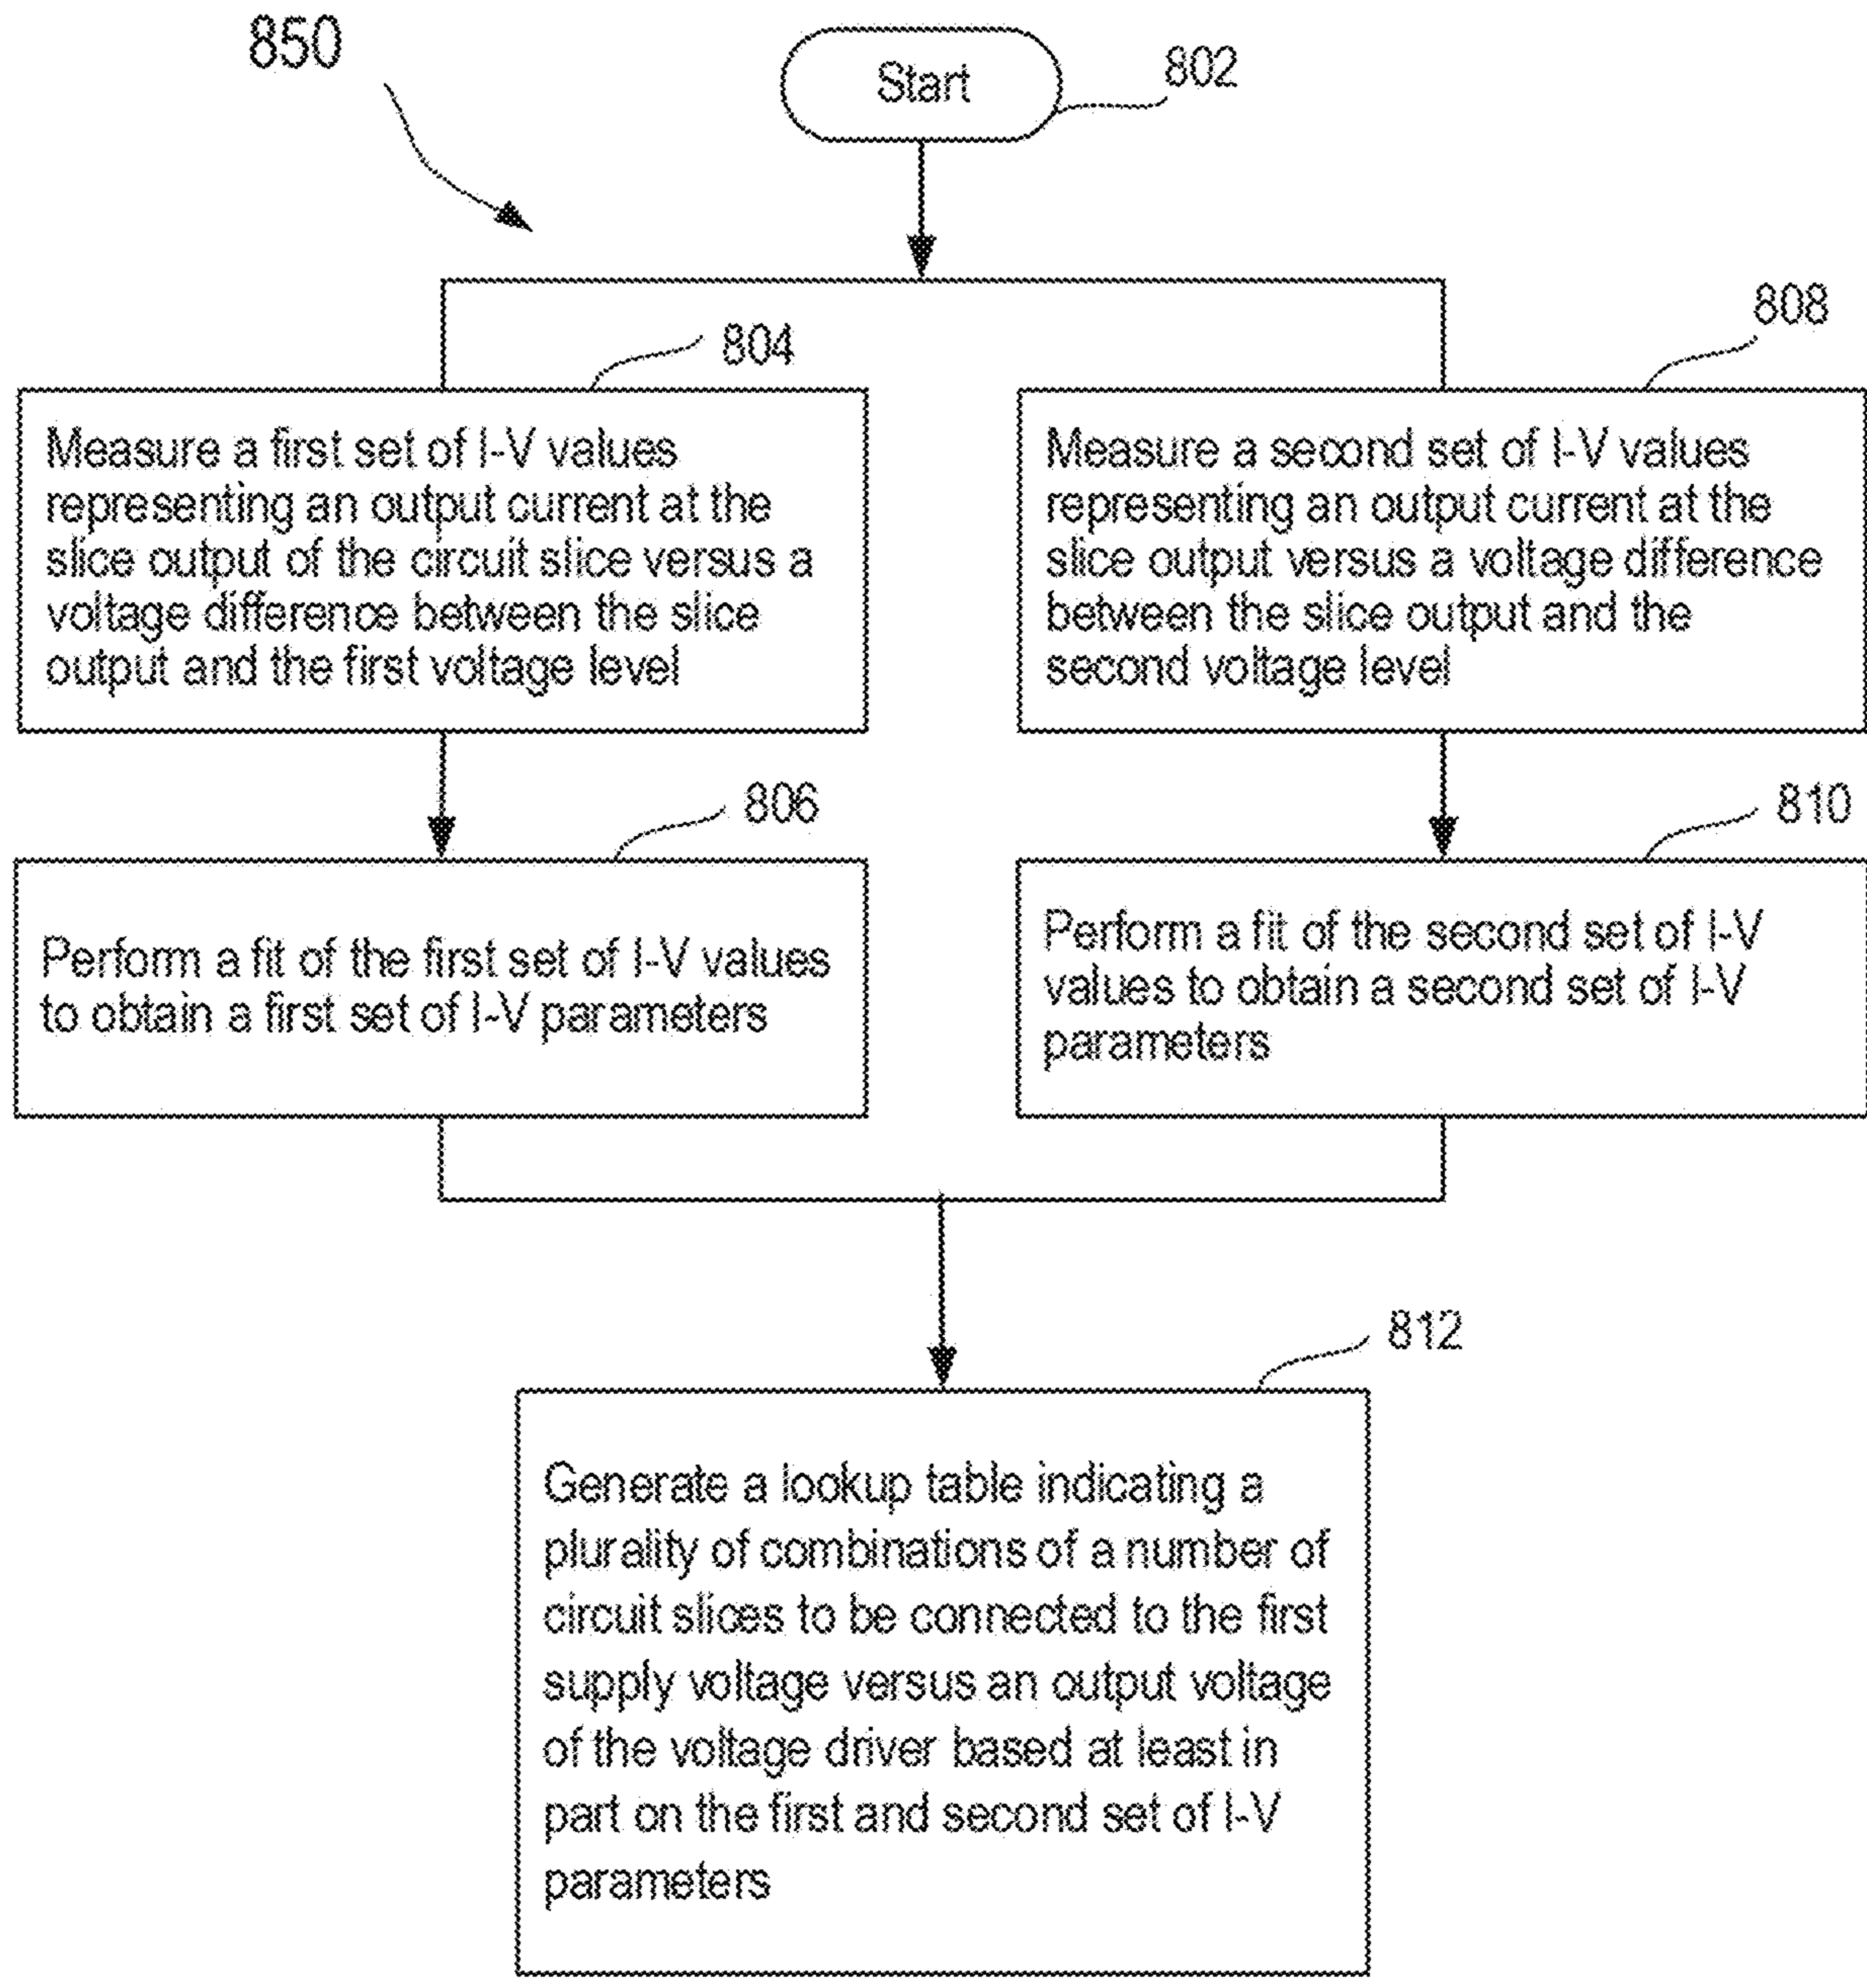 850
Start
802
804
Measure a first set of I-V values
representing an output current at the
slice output of the circuit slice versus a
voltage difference between the slice
output and the first voltage level
808
Measure a second set of I-V values
representing an output current at the
slice output versus a voltage difference
between the slice output and the
second voltage level
806
Perform a fit of the first set of I-V values
to obtain a first set of I-V parameters
810
Perform a fit of the second set of I-V
values to obtain a second set of I-V
parameters
812
Generate a lookup table indicating a
plurality of combinations of a number of
circuit slices to be connected to the first
supply voltage versus an output voltage
of the voltage driver based at least in
part on the first and second set of I-V
parameters